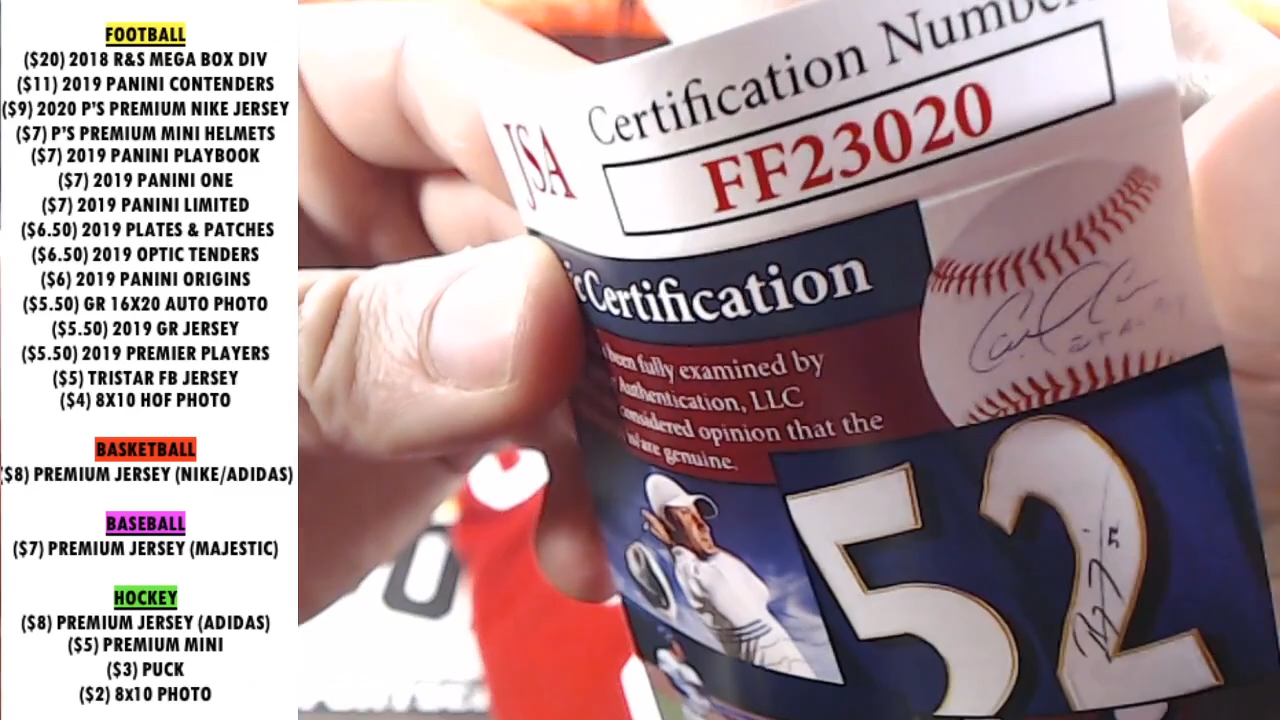 FOOTBALL
($20) 2018 R&S MEGA BOX DIV
($11) 2019 PANINI CONTENDERS
($9) 2020 P'S PREMIUM NIKE JERSEY
($7) P'S PREMIUM MINI HELMETS
($7) 2019 PANINI PLAYBOOK
($7) 2019 PANINI ONE
($7) 2019 PANINI LIMITED
($6.50) 2019 PLATES & PATCHES
($6.50) 2019 OPTIC TENDERS
($6) 2019 PANINI ORIGINS
($5.50) GR 16X20 AUTO PHOTO
($5.50) 2019 GR JERSEY
($5.50) 2019 PREMIER PLAYERS
($5) TRISTAR FB JERSEY
($4) 8X10 HOF PHOTO
BASKETBALL
($8) PREMIUM JERSEY (NIKE/ADIDAS)
BASEBALL
($7) PREMIUM JERSEY (MAJESTIC)
HOCKEY
($8) PREMIUM JERSEY (ADIDAS)
($5) PREMIUM MINI
($3) PUCK
($2) 8x10 PHOTO
JSA
Certification Numbe
FF23020
c Certification
been fully examined by
Authentication, LLC
considered opinion that the
is/are genuine.
52
0